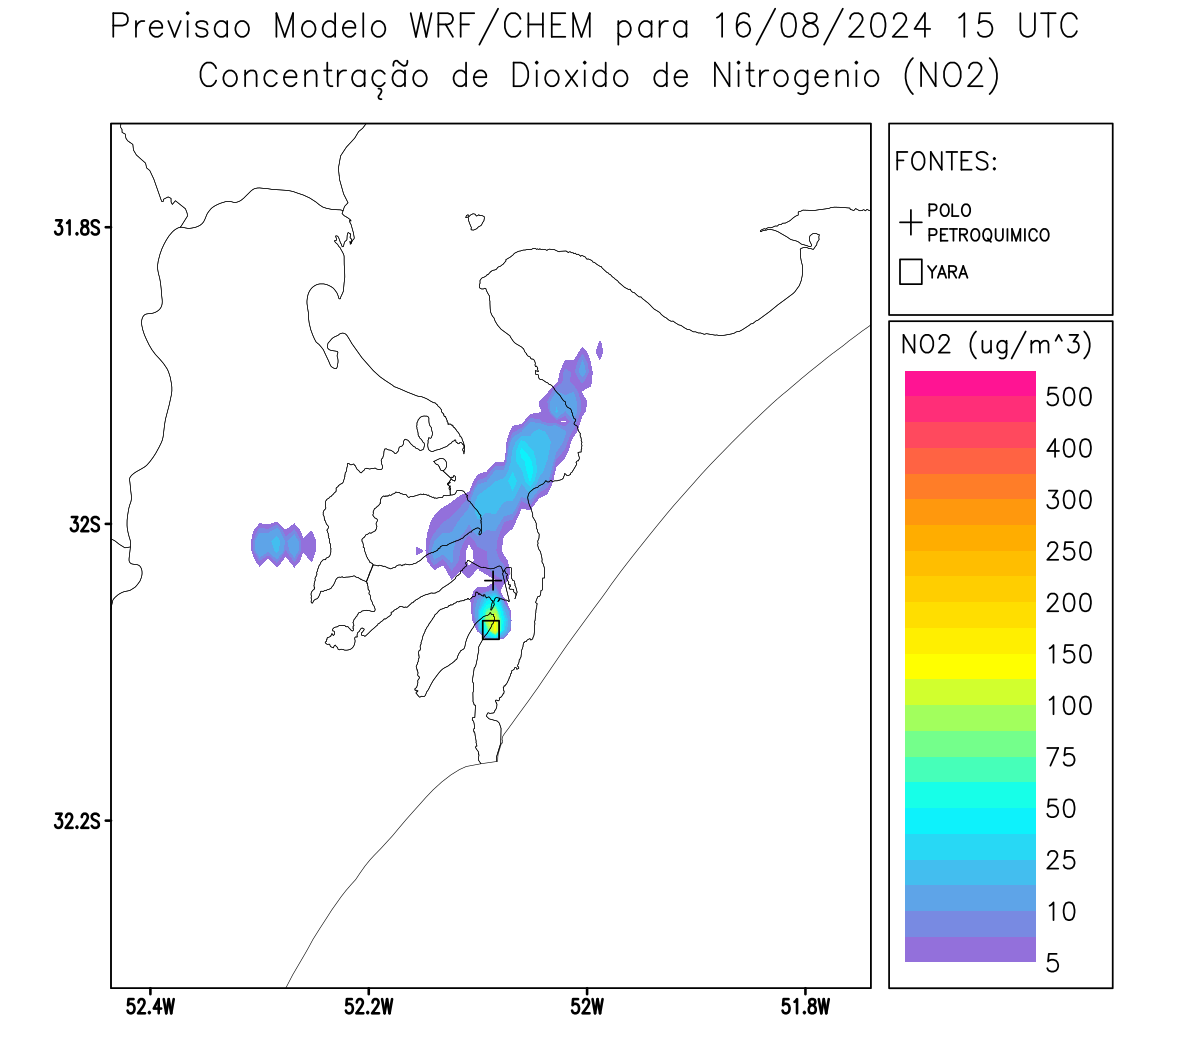 Previsao Modelo WRF/CHEM para 16/08/2024 15 UTC
Concentração de Dioxido de Nitrogenio (NO2)
FONTES:
POLO
PETROQUIMICO
YARA
NO2 (ug/m^3)
500
400
300
250
200
150
100
75
50
25
10
5
31.8S
32S
32.2S
52.4W
52.2W
52W
51.8W